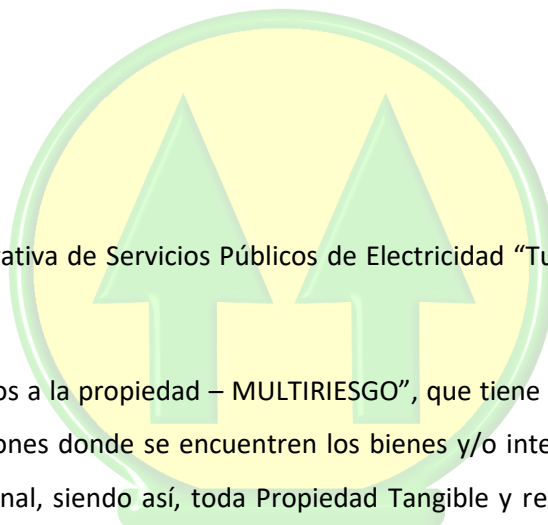 ativa de Servicios Públicos de Electricidad “Tu
os a la propiedad – MULTIRIESGO”, que tiene
ones donde se encuentren los bienes y/o inte
nal, siendo así, toda Propiedad Tangible y re